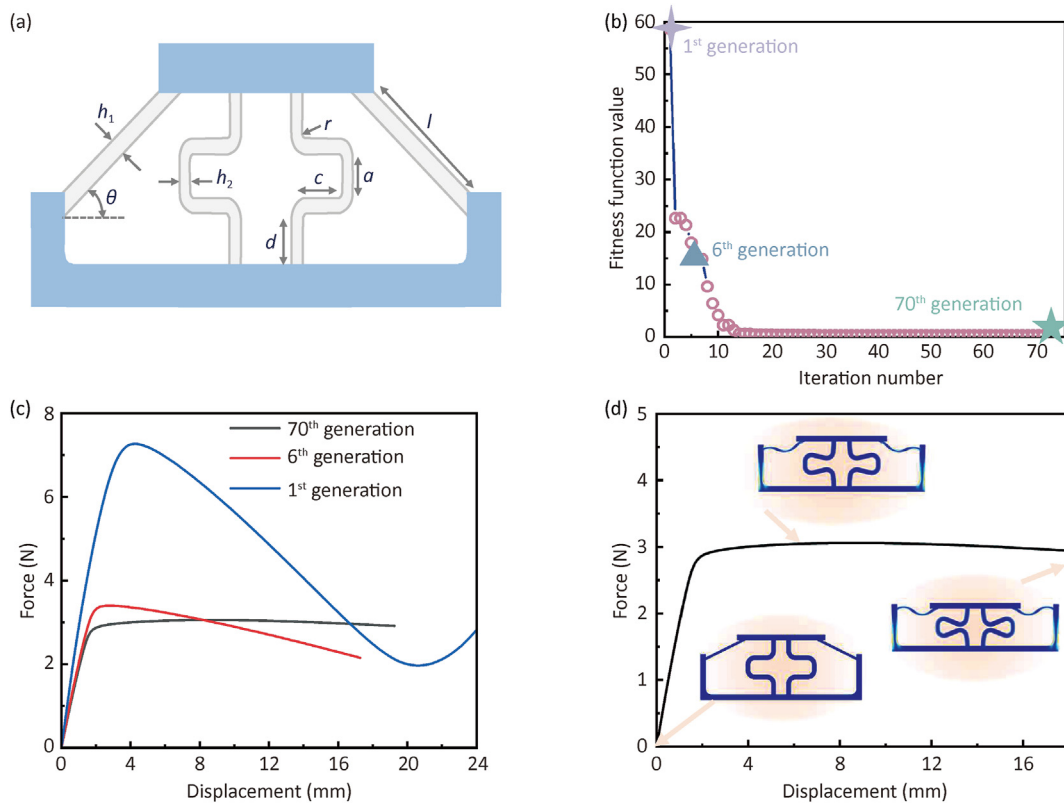 (a)
h₁
θ
h₂
r
c
a
d
l
(b)
Fitness function value
60
50
40
30
20
10
0
1st generation
6th generation
70th generation
0 10 20 30 40 50 60 70
Iteration number
(c)
Force (N)
8
6
4
2
0
70th generation
6th generation
1st generation
0 4 8 12 16 20 24
Displacement (mm)
(d)
Force (N)
5
4
3
2
1
0
0 4 8 12 16
Displacement (mm)